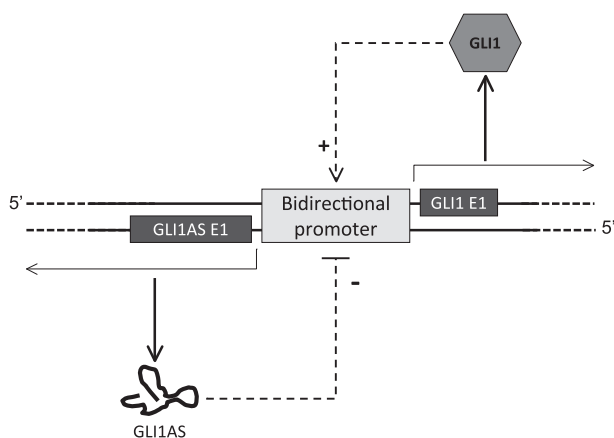 GLI1
+
5'
Bidirectional
promoter
GLI1 E1
GLI1AS E1
5'
-
GLI1AS